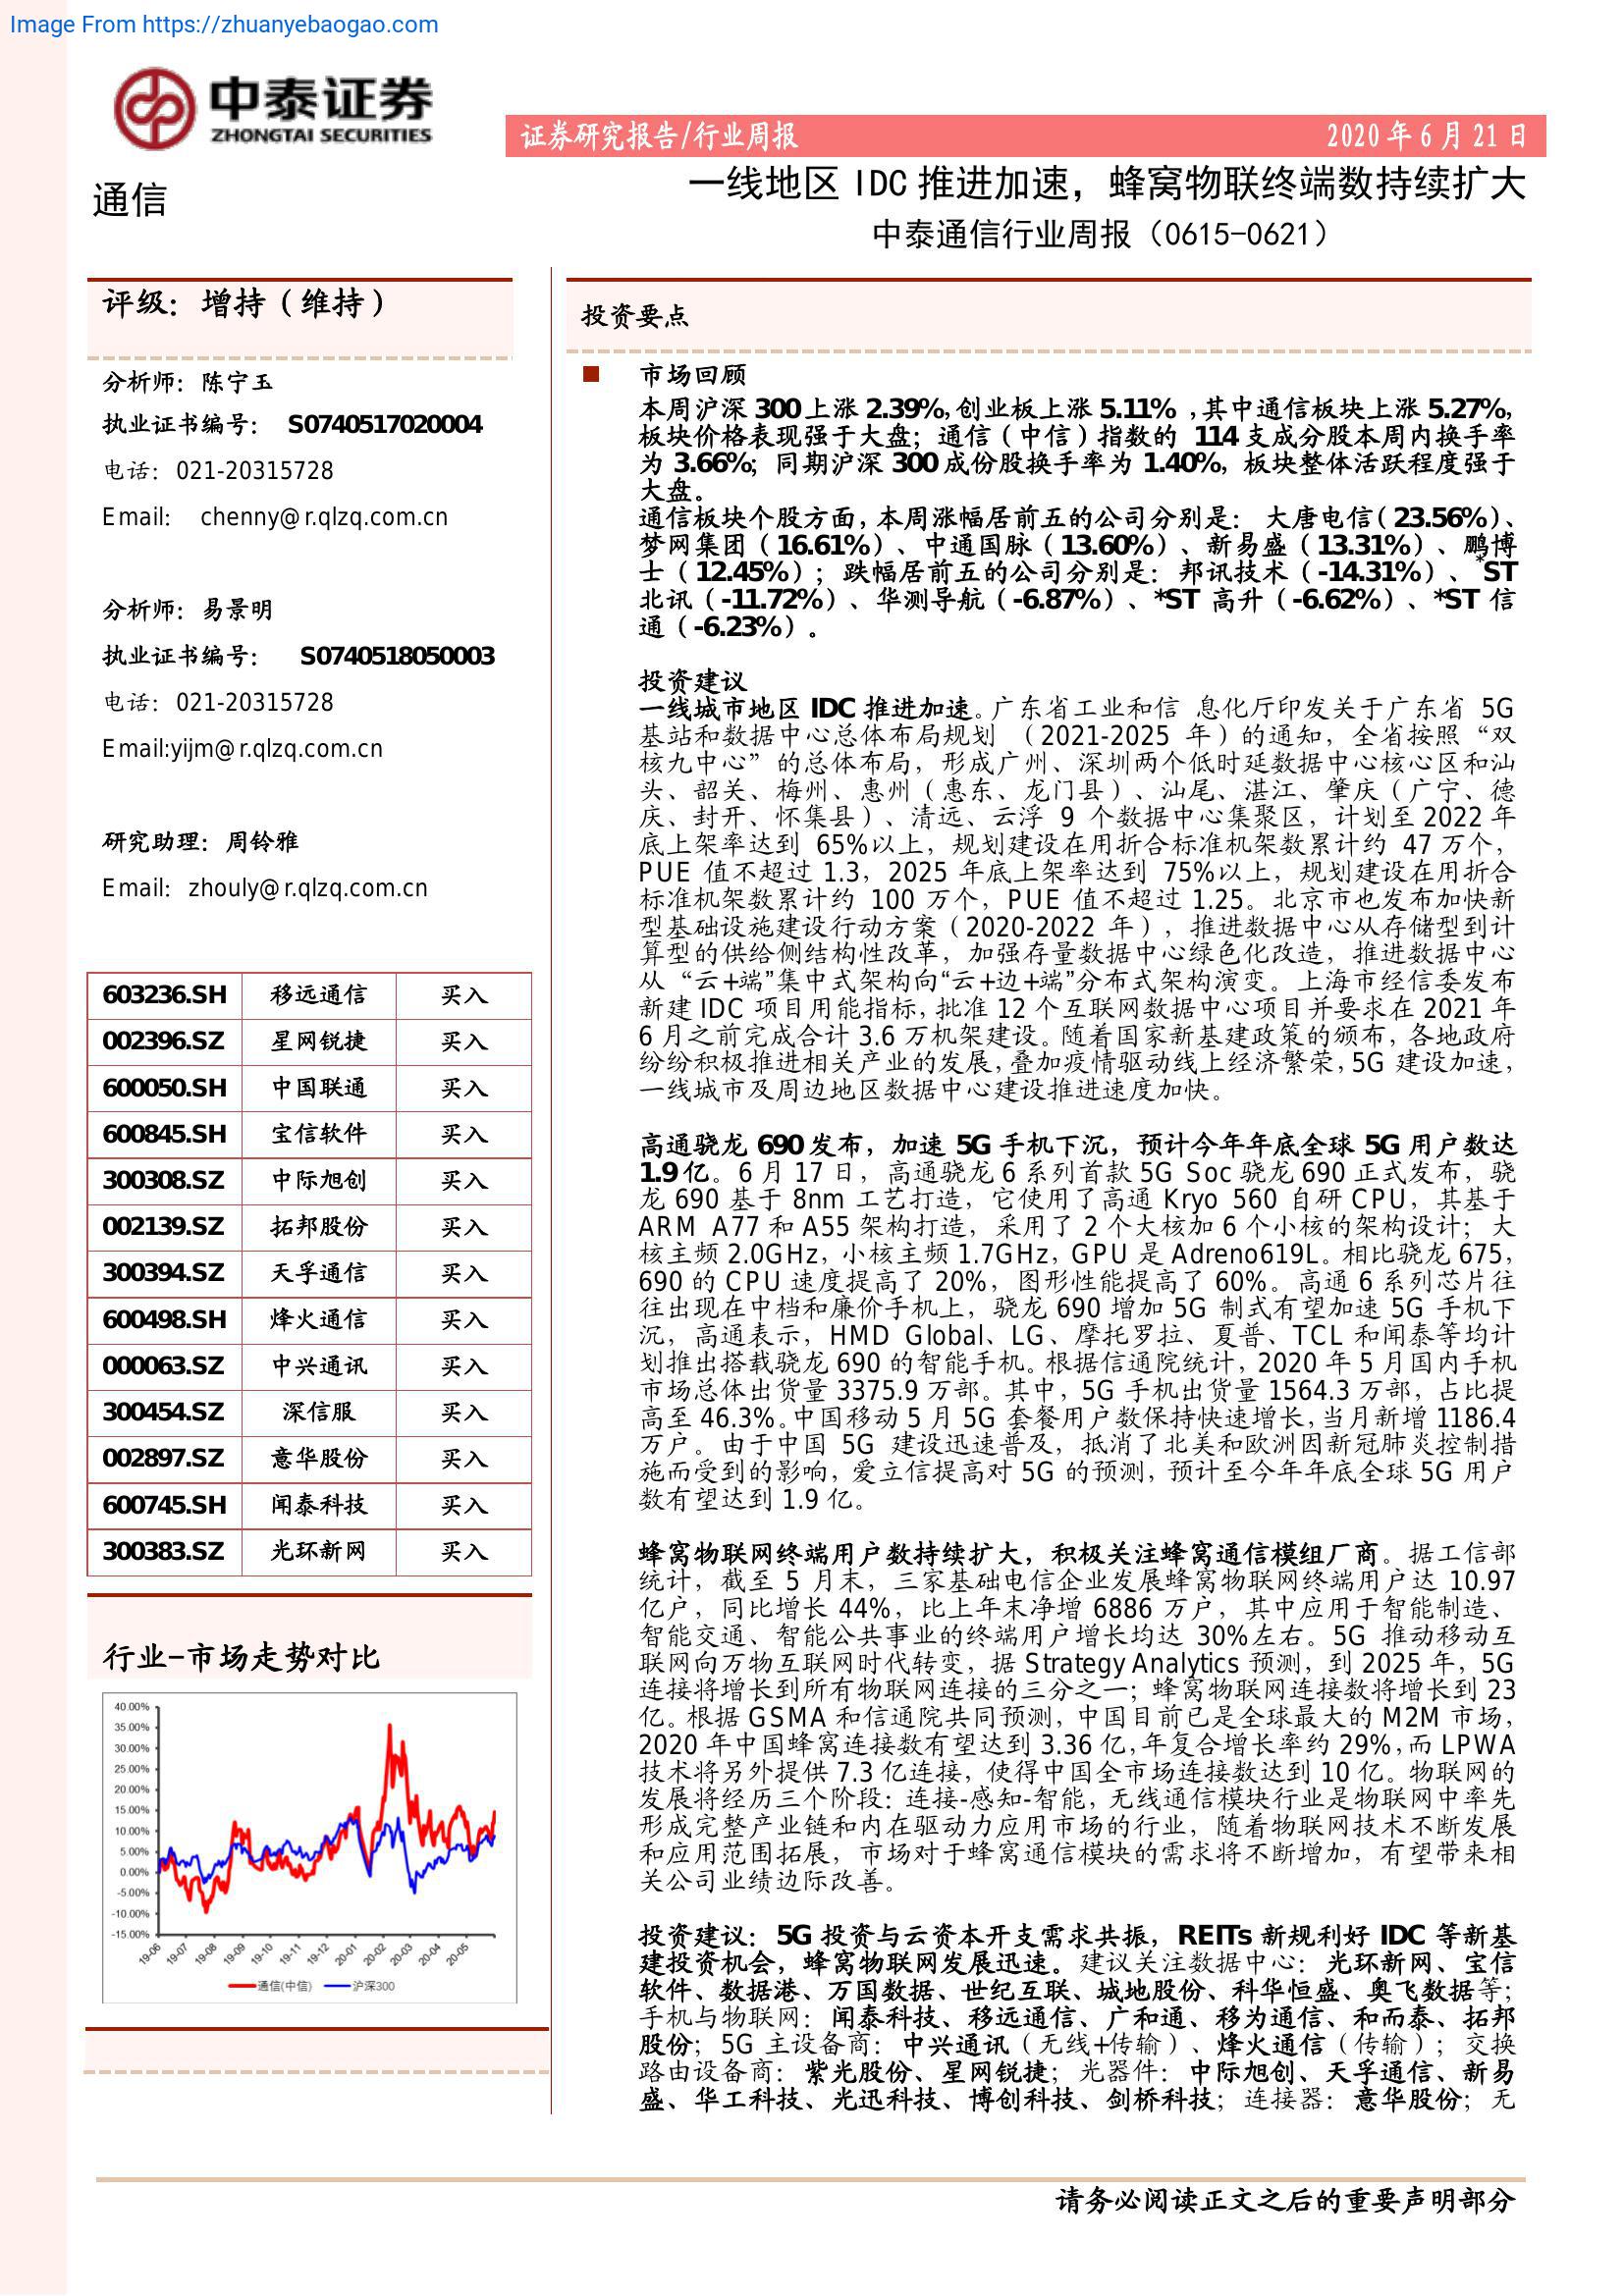 Image From https://zhuanyebaogao.com
中泰证券
ZHONGTAI SECURITIES
证券研究报告/行业周报
2020 年 6 月 21 日
通信
一线地区 IDC 推进加速，蜂窝物联终端数持续扩大
中泰通信行业周报（0615-0621）
评级：增持（维持）
分析师：陈宁玉
执业证书编号： S0740517020004
电话：021-20315728
Email: chenny@r.qlzq.com.cn
分析师：易景明
执业证书编号： S0740518050003
电话：021-20315728
Email:yijm@r.qlzq.com.cn
研究助理：周铃雅
Email: zhouly@r.qlzq.com.cn
603236.SH 移远通信 买入
002396.SZ 星网锐捷 买入
600050.SH 中国联通 买入
600845.SH 宝信软件 买入
300308.SZ 中际旭创 买入
002139.SZ 拓邦股份 买入
300394.SZ 天孚通信 买入
600498.SH 烽火通信 买入
000063.SZ 中兴通讯 买入
300454.SZ 深信服 买入
002897.SZ 意华股份 买入
600745.SH 闻泰科技 买入
300383.SZ 光环新网 买入
行业-市场走势对比
40.00%
35.00%
30.00%
25.00%
20.00%
15.00%
10.00%
5.00%
0.00%
-5.00%
-10.00%
-15.00%
19-06 19-07 19-08 19-09 19-10 19-11 19-12 20-01 20-02 20-03 20-04 20-05
通信(中信) 沪深300
投资要点
市场回顾
本周沪深 300 上涨 2.39%，创业板上涨 5.11% ，其中通信板块上涨 5.27%，
板块价格表现强于大盘；通信（中信）指数的 114 支成分股本周内换手率
为 3.66%；同期沪深 300 成份股换手率为 1.40%，板块整体活跃程度强于
大盘。
通信板块个股方面，本周涨幅居前五的公司分别是： 大唐电信（23.56%）、
梦网集团（16.61%）、中通国脉（13.60%）、新易盛（13.31%）、鹏博
士（12.45%）；跌幅居前五的公司分别是：邦讯技术（-14.31%）、*ST
北讯（-11.72%）、华测导航（-6.87%）、*ST 高升（-6.62%）、*ST 信
通（-6.23%）。
投资建议
一线城市地区 IDC 推进加速。广东省工业和信 息化厅印发关于广东省 5G
基站和数据中心总体布局规划 （2021-2025 年）的通知，全省按照“双
核九中心”的总体布局，形成广州、深圳两个低时延数据中心核心区和汕
头、韶关、梅州、惠州（惠东、龙门县）、汕尾、湛江、肇庆（广宁、德
庆、封开、怀集县）、清远、云浮 9 个数据中心集聚区，计划至 2022 年
底上架率达到 65%以上，规划建设在用折合标准机架数累计约 47 万个，
PUE 值不超过 1.3，2025 年底上架率达到 75%以上，规划建设在用折合
标准机架数累计约 100 万个，PUE 值不超过 1.25。北京市也发布加快新
型基础设施建设行动方案（2020-2022 年），推进数据中心从存储型到计
算型的供给侧结构性改革，加强存量数据中心绿色化改造，推进数据中心
从 “云+端”集中式架构向“云+边+端”分布式架构演变。上海市经信委发布
新建 IDC 项目用能指标，批准 12 个互联网数据中心项目并要求在 2021 年
6 月之前完成合计 3.6 万机架建设。随着国家新基建政策的颁布，各地政府
纷纷积极推进相关产业的发展，叠加疫情驱动线上经济繁荣，5G 建设加速，
一线城市及周边地区数据中心建设推进速度加快。
高通骁龙 690 发布，加速 5G 手机下沉，预计今年年底全球 5G 用户数达
1.9 亿。6 月 17 日，高通骁龙 6 系列首款 5G Soc 骁龙 690 正式发布，骁
龙 690 基于 8nm 工艺打造，它使用了高通 Kryo 560 自研 CPU，其基于
ARM A77 和 A55 架构打造，采用了 2 个大核加 6 个小核的架构设计；大
核主频 2.0GHz，小核主频 1.7GHz，GPU 是 Adreno619L。相比骁龙 675，
690 的 CPU 速度提高了 20%，图形性能提高了 60%。高通 6 系列芯片往
往出现在中档和廉价手机上，骁龙 690 增加 5G 制式有望加速 5G 手机下
沉，高通表示，HMD Global、LG、摩托罗拉、夏普、TCL 和闻泰等均计
划推出搭载骁龙 690 的智能手机。根据信通院统计，2020 年 5 月国内手机
市场总体出货量 3375.9 万部。其中，5G 手机出货量 1564.3 万部，占比提
高至 46.3%。中国移动 5 月 5G 套餐用户数保持快速增长，当月新增 1186.4
万户。由于中国 5G 建设迅速普及，抵消了北美和欧洲因新冠肺炎控制措
施而受到的影响，爱立信提高对 5G 的预测，预计至今年年底全球 5G 用户
数有望达到 1.9 亿。
蜂窝物联网终端用户数持续扩大，积极关注蜂窝通信模组厂商。据工信部
统计，截至 5 月末，三家基础电信企业发展蜂窝物联网终端用户达 10.97
亿户，同比增长 44%，比上年末净增 6886 万户，其中应用于智能制造、
智能交通、智能公共事业的终端用户增长均达 30%左右。5G 推动移动互
联网向万物互联网时代转变，据 Strategy Analytics 预测，到 2025 年，5G
连接将增长到所有物联网连接的三分之一；蜂窝物联网连接数将增长到 23
亿。根据 GSMA 和信通院共同预测，中国目前已是全球最大的 M2M 市场，
2020 年中国蜂窝连接数有望达到 3.36 亿，年复合增长率约 29%，而 LPWA
技术将另外提供 7.3 亿连接，使得中国全市场连接数达到 10 亿。物联网的
发展将经历三个阶段：连接-感知-智能，无线通信模块行业是物联网中率先
形成完整产业链和内在驱动力应用市场的行业，随着物联网技术不断发展
和应用范围拓展，市场对于蜂窝通信模块的需求将不断增加，有望带来相
关公司业绩边际改善。
投资建议：5G 投资与云资本开支需求共振，REITs 新规利好 IDC 等新基
建投资机会，蜂窝物联网发展迅速。建议关注数据中心：光环新网、宝信
软件、数据港、万国数据、世纪互联、城地股份、科华恒盛、奥飞数据等；
手机与物联网：闻泰科技、移远通信、广和通、移为通信、和而泰、拓邦
股份；5G 主设备商：中兴通讯（无线+传输）、烽火通信（传输）；交换
路由设备商：紫光股份、星网锐捷；光器件：中际旭创、天孚通信、新易
盛、华工科技、光迅科技、博创科技、剑桥科技；连接器：意华股份；无
请务必阅读正文之后的重要声明部分